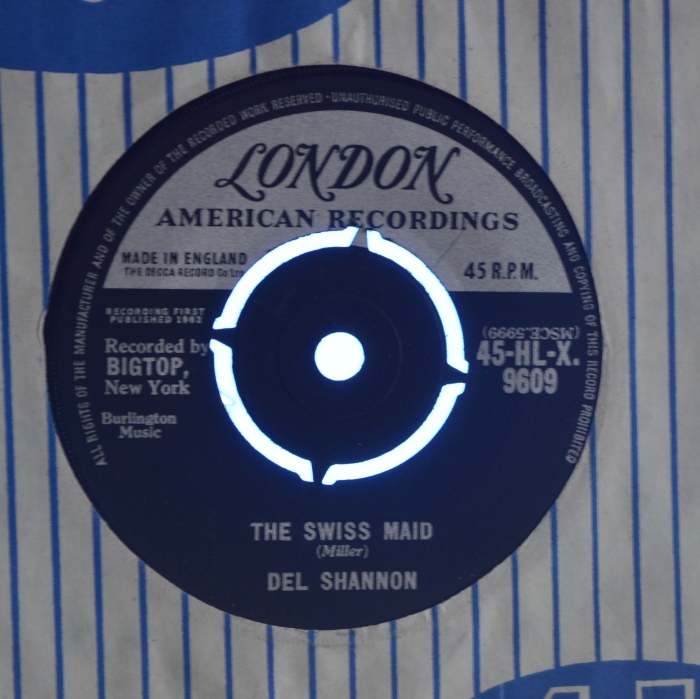 ALL RIGHTS OF THE MANUFACTURER AND OF THE OWNER OF THE RECORDED WORK RESERVED · UNAUTHORISED PUBLIC PERFORMANCE BROADCASTING AND COPYING OF THIS RECORD PROHIBITED
LONDON
AMERICAN RECORDINGS
MADE IN ENGLAND
THE DECCA RECORD Co Ltd
45 R.P.M.
RECORDING FIRST
PUBLISHED 1962
(MSCE.5999)
Recorded by
BIGTOP,
New York
45-HL-X.
9609
Burlington
Music
THE SWISS MAID
(Miller)
DEL SHANNON